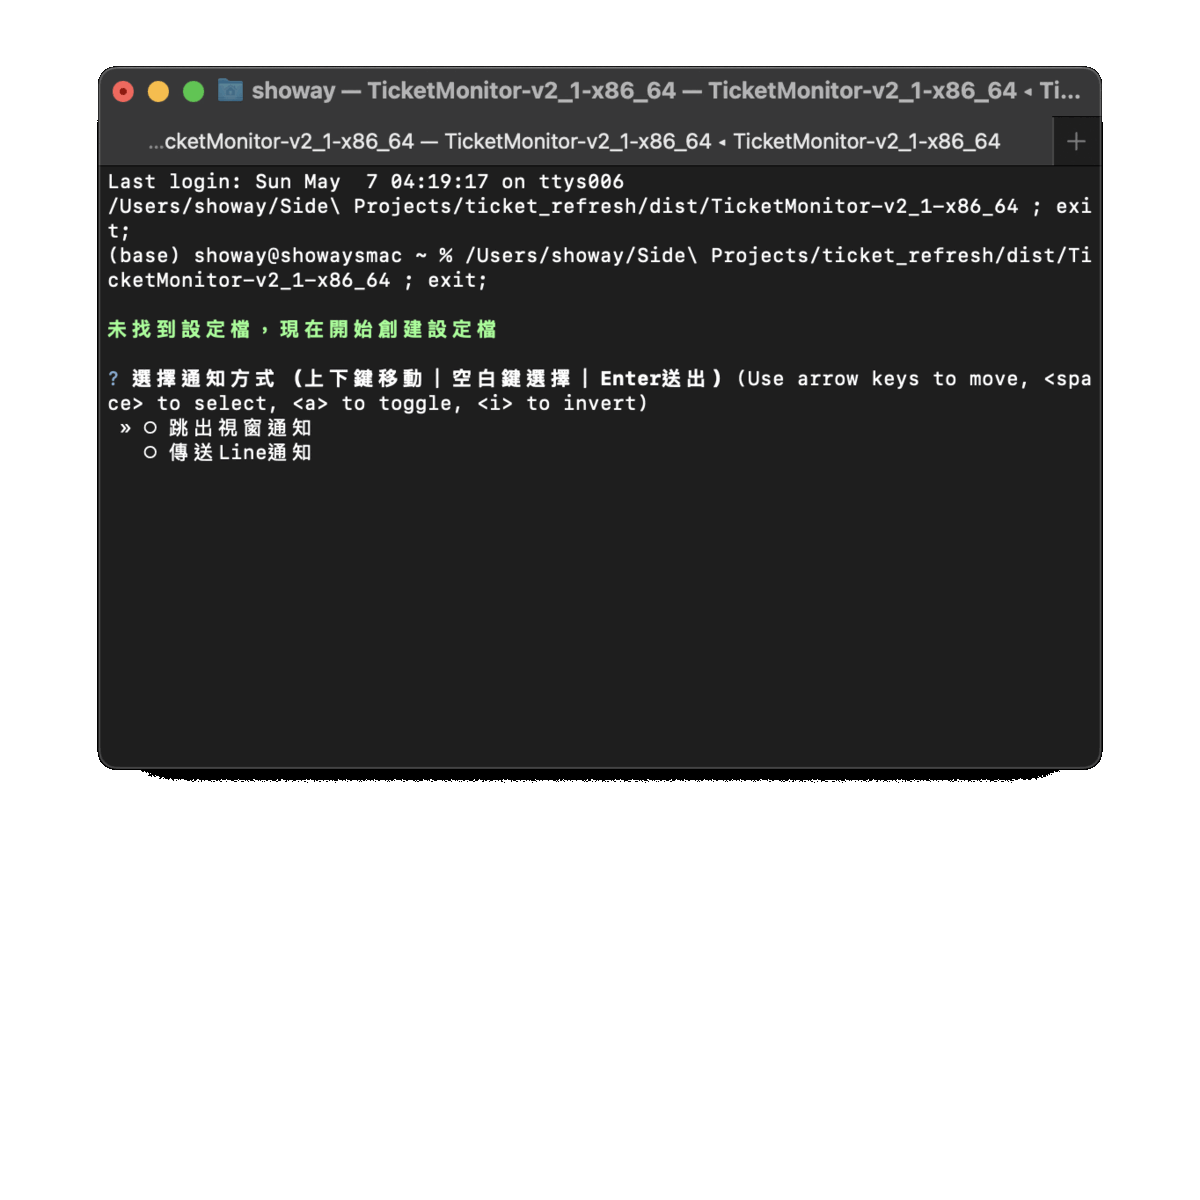 showay — TicketMonitor-v2_1-x86_64 — TicketMonitor-v2_1-x86_64 ◂ Ti...
...cketMonitor-v2_1-x86_64 — TicketMonitor-v2_1-x86_64 ◂ TicketMonitor-v2_1-x86_64 +
Last login: Sun May  7 04:19:17 on ttys006
/Users/showay/Side\ Projects/ticket_refresh/dist/TicketMonitor-v2_1-x86_64 ; exi
t;
(base) showay@showaysmac ~ % /Users/showay/Side\ Projects/ticket_refresh/dist/Ti
cketMonitor-v2_1-x86_64 ; exit;
未找到設定檔，現在開始創建設定檔
? 選擇通知方式 (上下鍵移動｜空白鍵選擇｜Enter送出) (Use arrow keys to move, <spa
ce> to select, <a> to toggle, <i> to invert)
» ○ 跳出視窗通知
○ 傳送Line通知